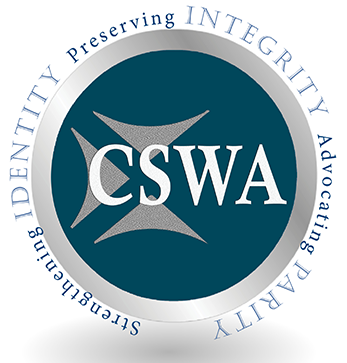 Strengthening IDENTITY Preserving INTEGRITY Advocating PARITY
CSWA